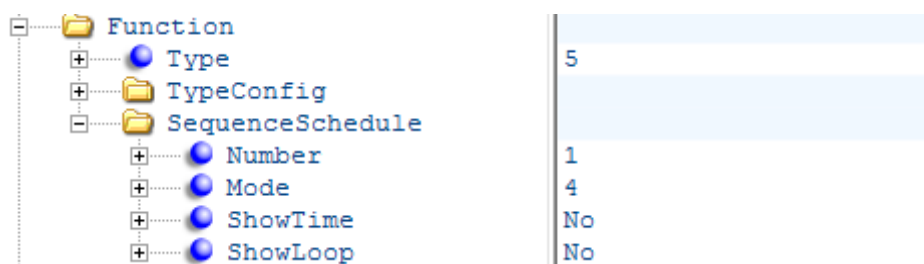 Function
Type 5
TypeConfig
SequenceSchedule
Number 1
Mode 4
ShowTime No
ShowLoop No